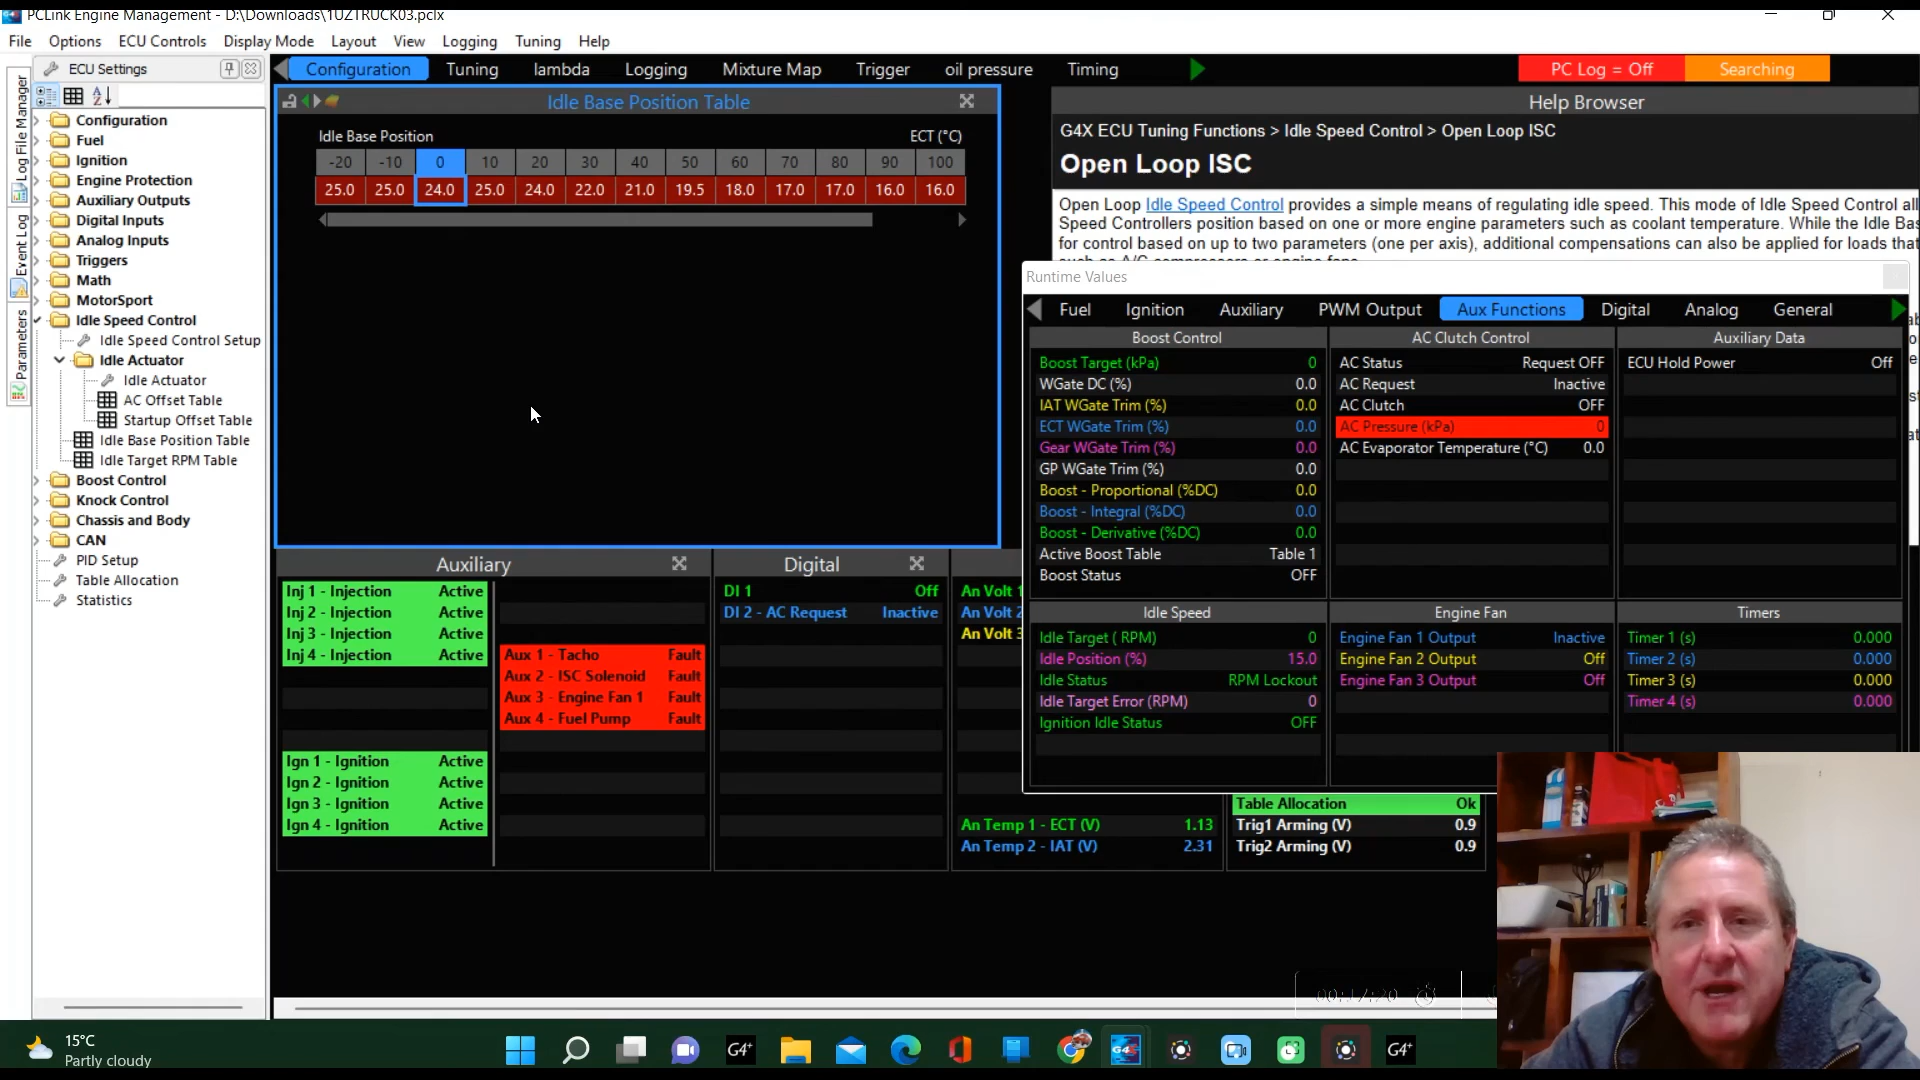 PCLink Engine Management - D:\Downloads\1UZTRUCK03.pclx
File Options ECU Controls Display Mode Layout View Logging Tuning Help
Log File Manager
Event Log
Parameters
ECU Settings
Configuration
Fuel
Ignition
Engine Protection
Auxiliary Outputs
Digital Inputs
Analog Inputs
Triggers
Math
MotorSport
Idle Speed Control
Idle Speed Control Setup
Idle Actuator
Idle Actuator
AC Offset Table
Startup Offset Table
Idle Base Position Table
Idle Target RPM Table
Boost Control
Knock Control
Chassis and Body
CAN
PID Setup
Table Allocation
Statistics
Configuration Tuning lambda Logging Mixture Map Trigger oil pressure Timing
PC Log = Off Searching
Idle Base Position Table
Idle Base Position ECT (°C)
-20 -10 0 10 20 30 40 50 60 70 80 90 100
25.0 25.0 24.0 25.0 24.0 22.0 21.0 19.5 18.0 17.0 17.0 16.0 16.0
Help Browser
G4X ECU Tuning Functions > Idle Speed Control > Open Loop ISC
Open Loop ISC
Open Loop Idle Speed Control provides a simple means of regulating idle speed. This mode of Idle Speed Control all
Speed Controllers position based on one or more engine parameters such as coolant temperature. While the Idle Bas
for control based on up to two parameters (one per axis), additional compensations can also be applied for loads that
Runtime Values
Fuel Ignition Auxiliary PWM Output Aux Functions Digital Analog General
Boost Control
Boost Target (kPa) 0
WGate DC (%) 0.0
IAT WGate Trim (%) 0.0
ECT WGate Trim (%) 0.0
Gear WGate Trim (%) 0.0
GP WGate Trim (%) 0.0
Boost - Proportional (%DC) 0.0
Boost - Integral (%DC) 0.0
Boost - Derivative (%DC) 0.0
Active Boost Table Table 1
Boost Status OFF
AC Clutch Control
AC Status Request OFF
AC Request Inactive
AC Clutch OFF
AC Pressure (kPa) 0
AC Evaporator Temperature (°C) 0.0
Auxiliary Data
ECU Hold Power Off
Idle Speed
Idle Target ( RPM) 0
Idle Position (%) 15.0
Idle Status RPM Lockout
Idle Target Error (RPM) 0
Ignition Idle Status OFF
Engine Fan
Engine Fan 1 Output Inactive
Engine Fan 2 Output Off
Engine Fan 3 Output Off
Timers
Timer 1 (s) 0.000
Timer 2 (s) 0.000
Timer 3 (s) 0.000
Timer 4 (s) 0.000
Auxiliary
Inj 1 - Injection Active
Inj 2 - Injection Active
Inj 3 - Injection Active
Inj 4 - Injection Active
Ign 1 - Ignition Active
Ign 2 - Ignition Active
Ign 3 - Ignition Active
Ign 4 - Ignition Active
Aux 1 - Tacho Fault
Aux 2 - ISC Solenoid Fault
Aux 3 - Engine Fan 1 Fault
Aux 4 - Fuel Pump Fault
Digital
DI 1 Off
DI 2 - AC Request Inactive
An Volt 1
An Volt 2
An Volt 3
An Temp 1 - ECT (V) 1.13
An Temp 2 - IAT (V) 2.31
Table Allocation Ok
Trig1 Arming (V) 0.9
Trig2 Arming (V) 0.9
15°C
Partly cloudy
G4+
G4X
G4+